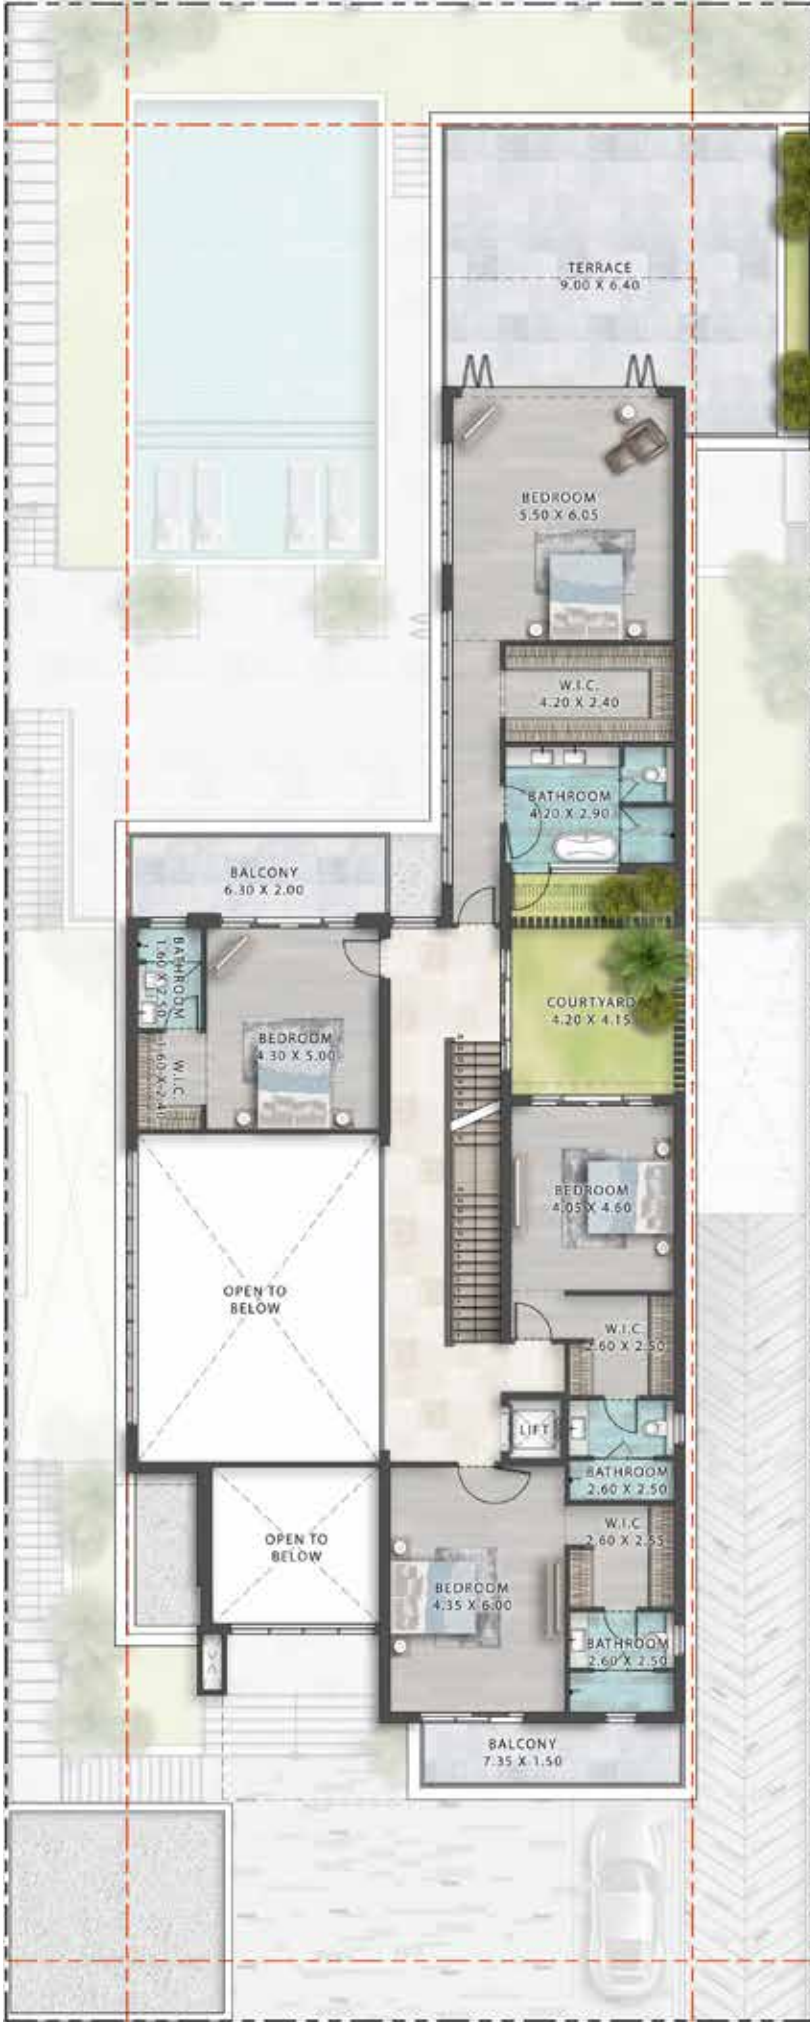 TERRACE
9.00 X 6.40
BEDROOM
5.50 X 6.05
W.I.C.
4.20 X 2.40
BATHROOM
4.20 X 2.90
BALCONY
6.30 X 2.00
BATHROOM
1.60 X 2.50
W.I.C.
1.60 X 2.40
BEDROOM
4.30 X 5.00
COURTYARD
4.20 X 4.15
BEDROOM
4.05 X 4.60
OPEN TO
BELOW
W.I.C.
2.60 X 2.50
LIFT
BATHROOM
2.60 X 2.50
W.I.C.
2.60 X 2.55
OPEN TO
BELOW
BEDROOM
4.35 X 6.00
BATHROOM
2.60 X 2.50
BALCONY
7.35 X 1.50